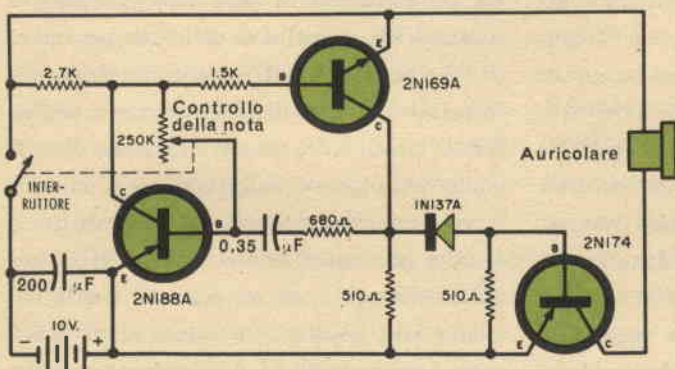 E
2.7K
1.5K
B
2N169A
C
Controllo
della nota
250K
Auricolare
INTER-
RUTTORE
C
B
0.35 µF
680Ω
1N137A
2N174
B
200 µF
E
2N188A
510Ω
510Ω
E
C
- 10V. +